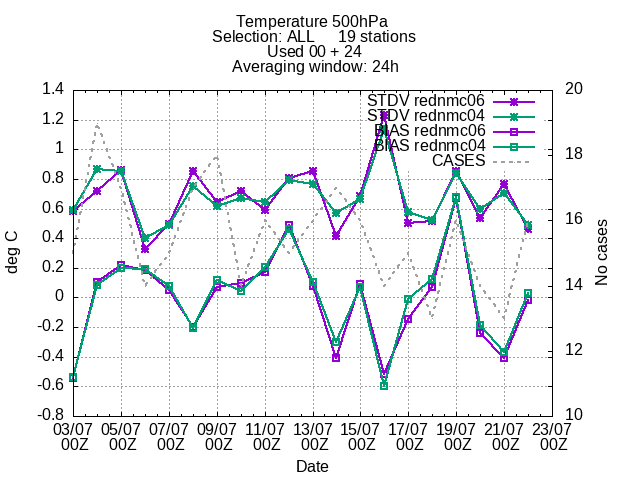 Temperature 500hPa
Selection: ALL 19 stations
Used 00 + 24
Averaging window: 24h
STDV rednmc06
STDV rednmc04
BIAS rednmc06
BIAS rednmc04
CASES
1.4
1.2
1
0.8
0.6
0.4
0.2
0
-0.2
-0.4
-0.6
-0.8
deg C
20
18
16
14
12
10
No cases
03/07 05/07 07/07 09/07 11/07 13/07 15/07 17/07 19/07 21/07 23/07
00Z 00Z 00Z 00Z 00Z 00Z 00Z 00Z 00Z 00Z 00Z
Date